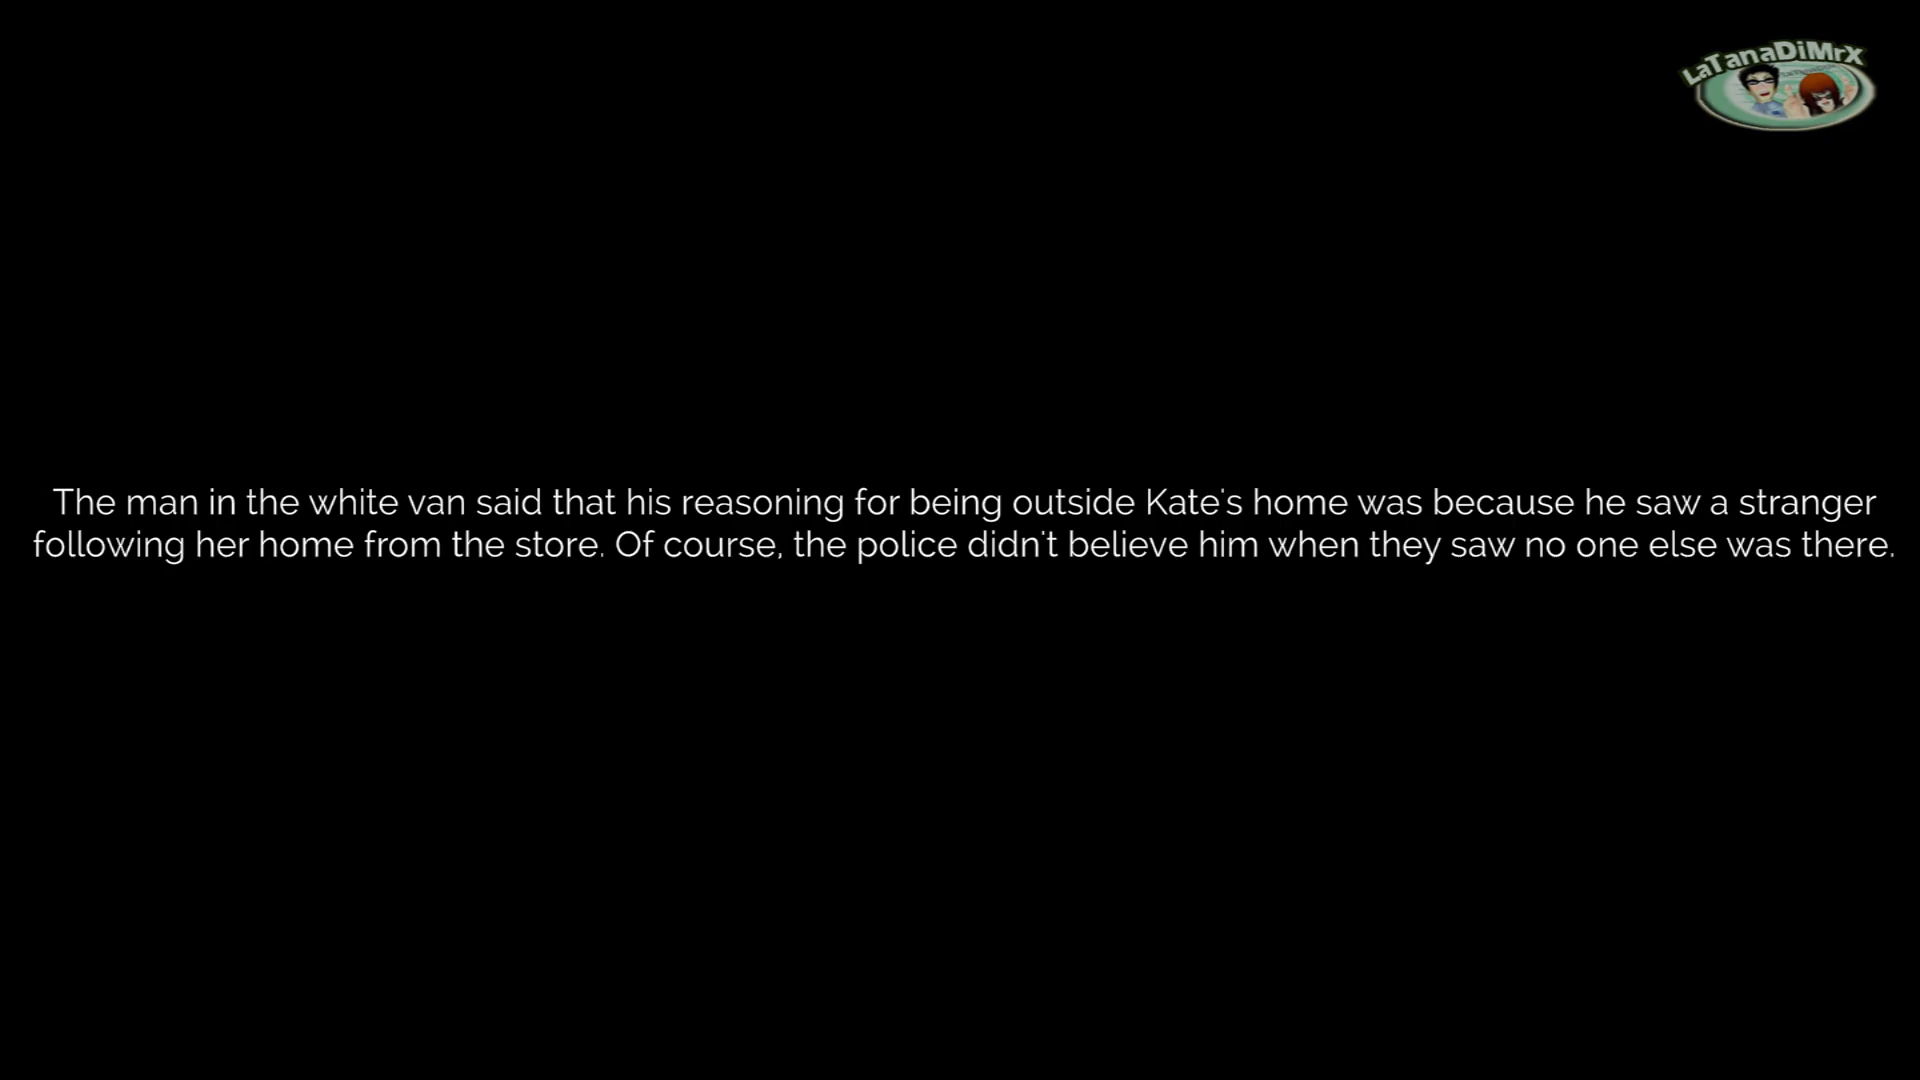 LaTanaDiMrX
The man in the white van said that his reasoning for being outside Kate's home was because he saw a stranger
following her home from the store. Of course, the police didn't believe him when they saw no one else was there.